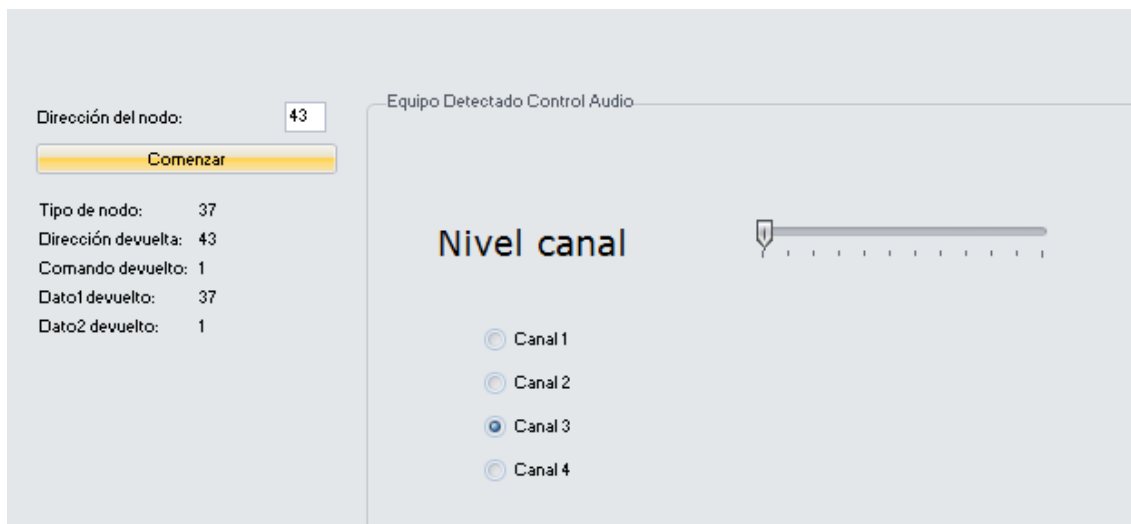 Dirección del nodo: 43
Comenzar
Tipo de nodo: 37
Dirección devuelta: 43
Comando devuelto: 1
Dato1 devuelto: 37
Dato2 devuelto: 1
Equipo Detectado Control Audio
Nivel canal
Canal 1
Canal 2
Canal 3
Canal 4